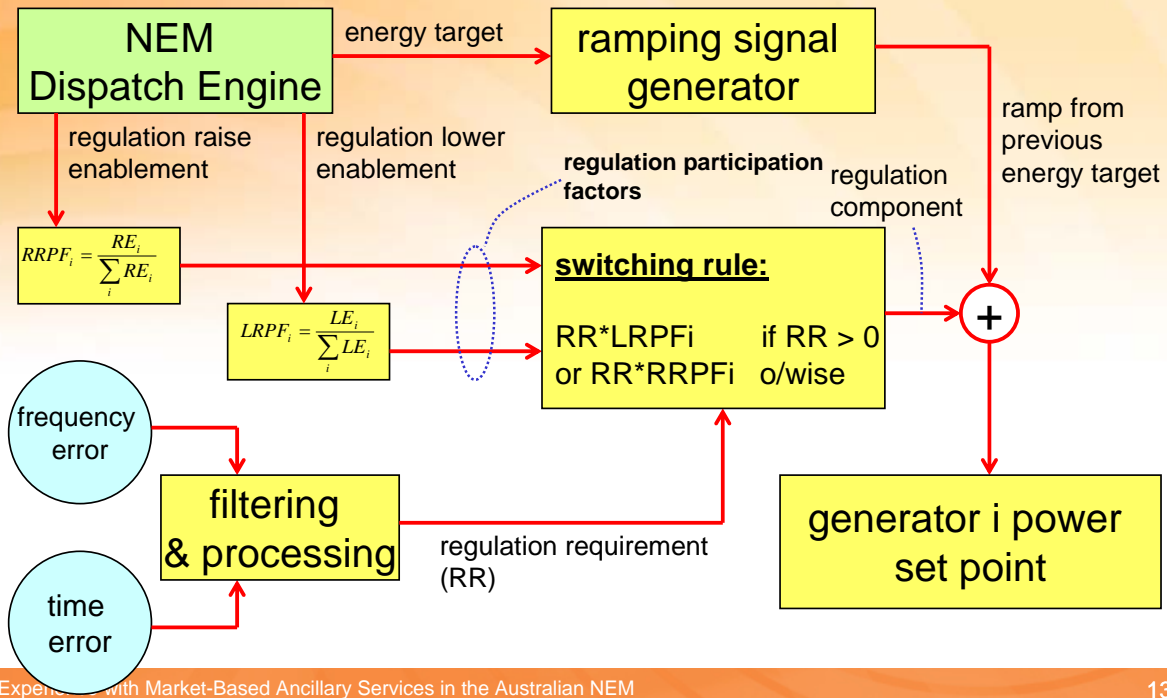 NEM
Dispatch Engine
energy target
ramping signal
generator
ramp from
previous
energy target
regulation raise
enablement
regulation lower
enablement
regulation participation
factors
regulation
component
RRPF_i = RE_i / ∑_i RE_i
LRPF_i = LE_i / ∑_i LE_i
switching rule:
RR*LRPFi if RR > 0
or RR*RRPFi o/wise
+
frequency
error
filtering
& processing
regulation requirement
(RR)
time
error
generator i power
set point
with Market-Based Ancillary Services in the Australian NEM
13